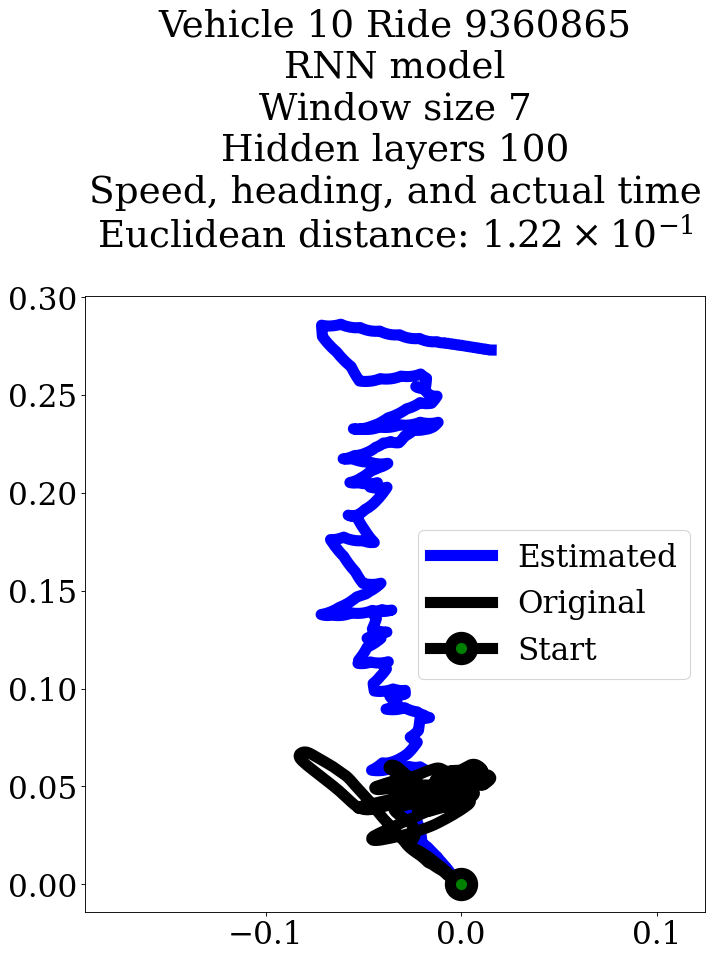 Vehicle 10 Ride 9360865
RNN model
Window size 7
Hidden layers 100
Speed, heading, and actual time
Euclidean distance: 1.22 × 10⁻¹
0.30
0.25
0.20
0.15
0.10
0.05
0.00
Estimated
Original
Start
−0.1
0.0
0.1